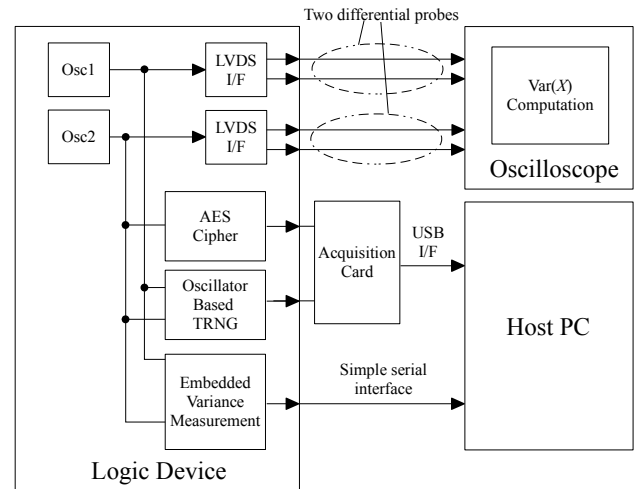 Two differential probes
Osc1
LVDS
I/F
Var(X)
Computation
Osc2
LVDS
I/F
Oscilloscope
AES
Cipher
Acquisition
Card
USB
I/F
Oscillator
Based
TRNG
Host PC
Embedded
Variance
Measurement
Simple serial
interface
Logic Device